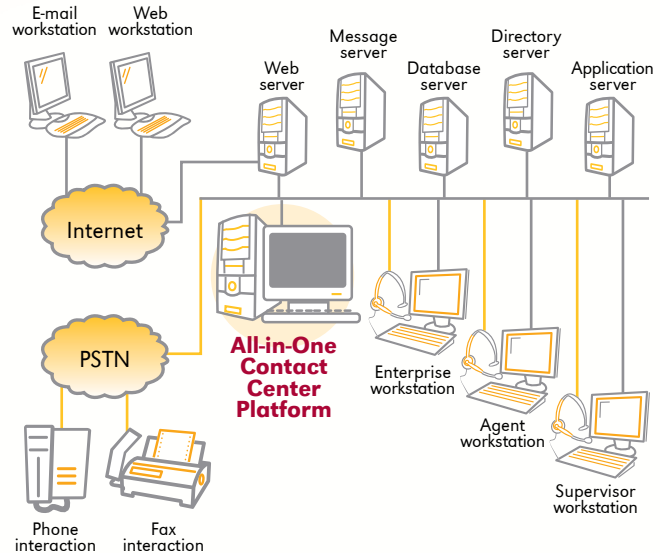 E-mail
workstation
Web
workstation
Web
server
Message
server
Database
server
Directory
server
Application
server
Internet
PSTN
All-in-One
Contact
Center
Platform
Enterprise
workstation
Agent
workstation
Supervisor
workstation
Phone
interaction
Fax
interaction